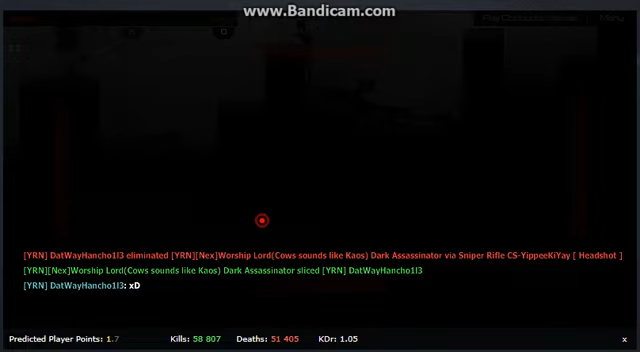 www.Bandicam.com
Menu
[YRN] DatWayHancho1l3 eliminated [YRN][Nex]Worship Lord(Cows sounds like Kaos) Dark Assassinator via Sniper Rifle CS-YippeeKiYay [ Headshot ]
[YRN][Nex]Worship Lord(Cows sounds like Kaos) Dark Assassinator sliced [YRN] DatWayHancho1l3
[YRN] DatWayHancho1l3: xD
Predicted Player Points: 1.7 Kills: 58 807 Deaths: 51 405 KDr: 1.05 x